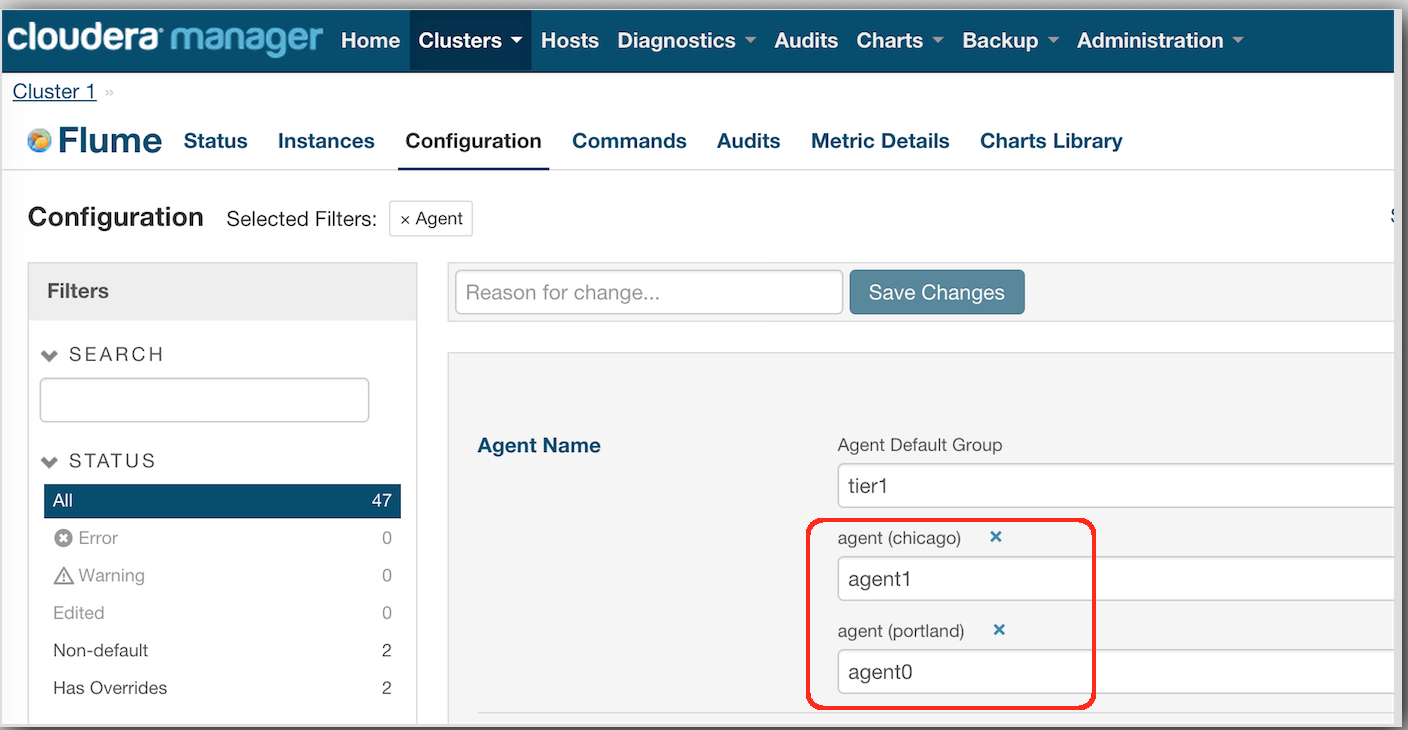 cloudera manager Home Clusters Hosts Diagnostics Audits Charts Backup Administration
Cluster 1 »
Flume Status Instances Configuration Commands Audits Metric Details Charts Library
Configuration Selected Filters: × Agent
Filters
Reason for change... Save Changes
SEARCH
STATUS
Agent Name Agent Default Group
tier1
All 47
Error 0
agent (chicago) ×
Warning 0
agent1
Edited 0
agent (portland) ×
Non-default 2
agent0
Has Overrides 2